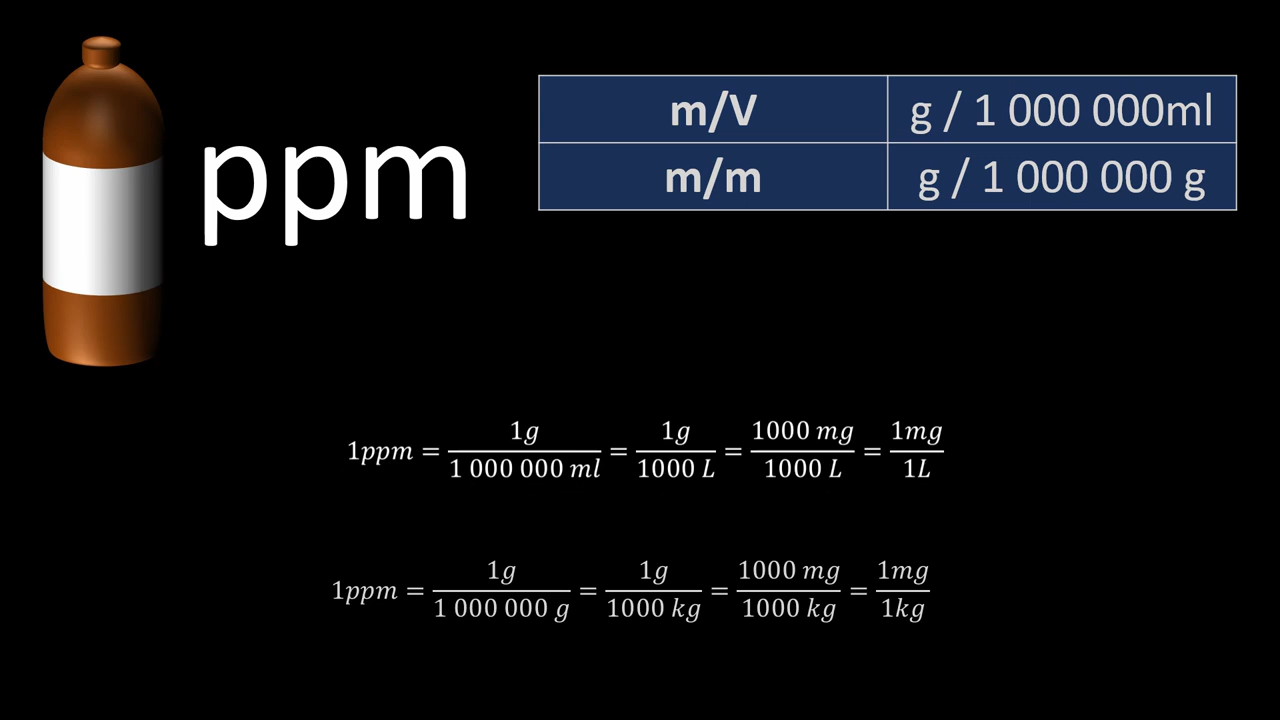 ppm
m/V g / 1 000 000ml
m/m g / 1 000 000 g
1ppm = 1g / 1 000 000 ml = 1g / 1000 L = 1000 mg / 1000 L = 1mg / 1L
1ppm = 1g / 1 000 000 g = 1g / 1000 kg = 1000 mg / 1000 kg = 1mg / 1kg